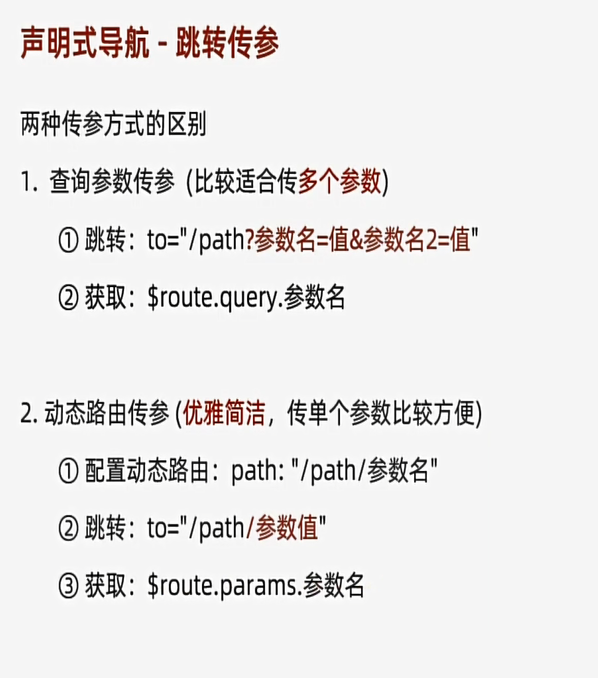 声明式导航 - 跳转传参
两种传参方式的区别
1. 查询参数传参 (比较适合传多个参数)
① 跳转：to="/path?参数名=值&参数名2=值"
② 获取：$route.query.参数名
2. 动态路由传参 (优雅简洁，传单个参数比较方便)
① 配置动态路由：path: "/path/参数名"
② 跳转：to="/path/参数值"
③ 获取：$route.params.参数名